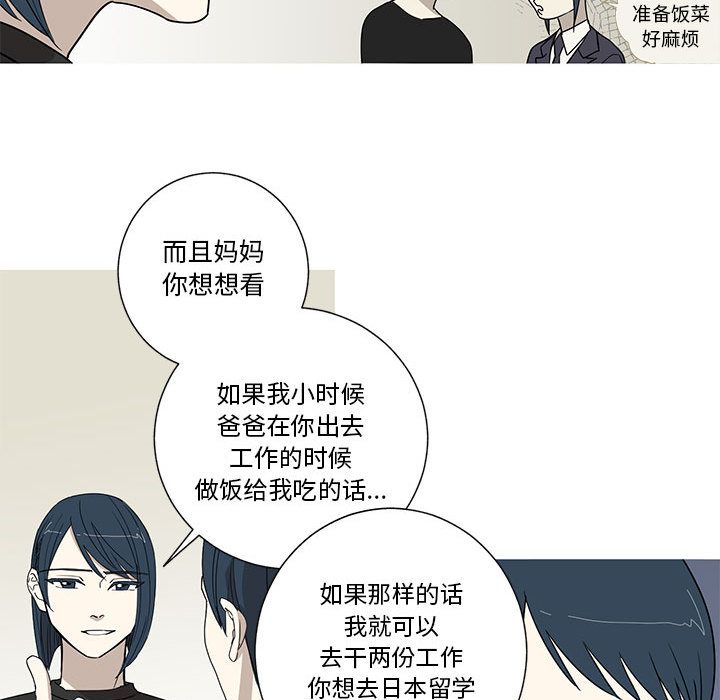 准备饭菜
好麻烦
而且妈妈
你想想看
如果我小时候
爸爸在你出去
工作的时候
做饭给我吃的话...
如果那样的话
我就可以
去干两份工作
你想去日本留学